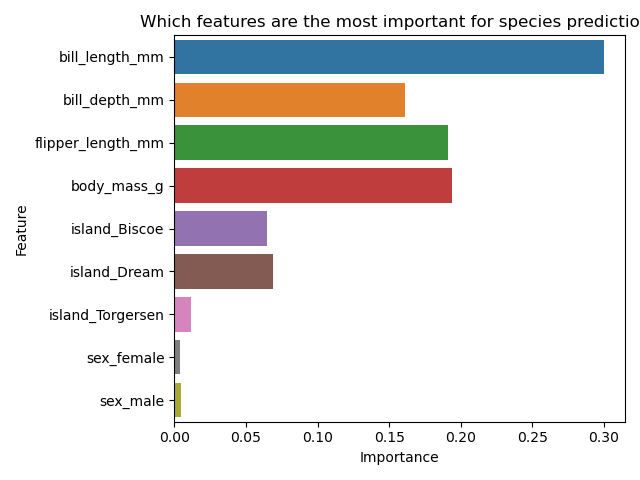 Which features are the most important for species predictio
bill_length_mm
bill_depth_mm
flipper_length_mm
body_mass_g
island_Biscoe
island_Dream
island_Torgersen
sex_female
sex_male
Feature
0.00 0.05 0.10 0.15 0.20 0.25 0.30
Importance